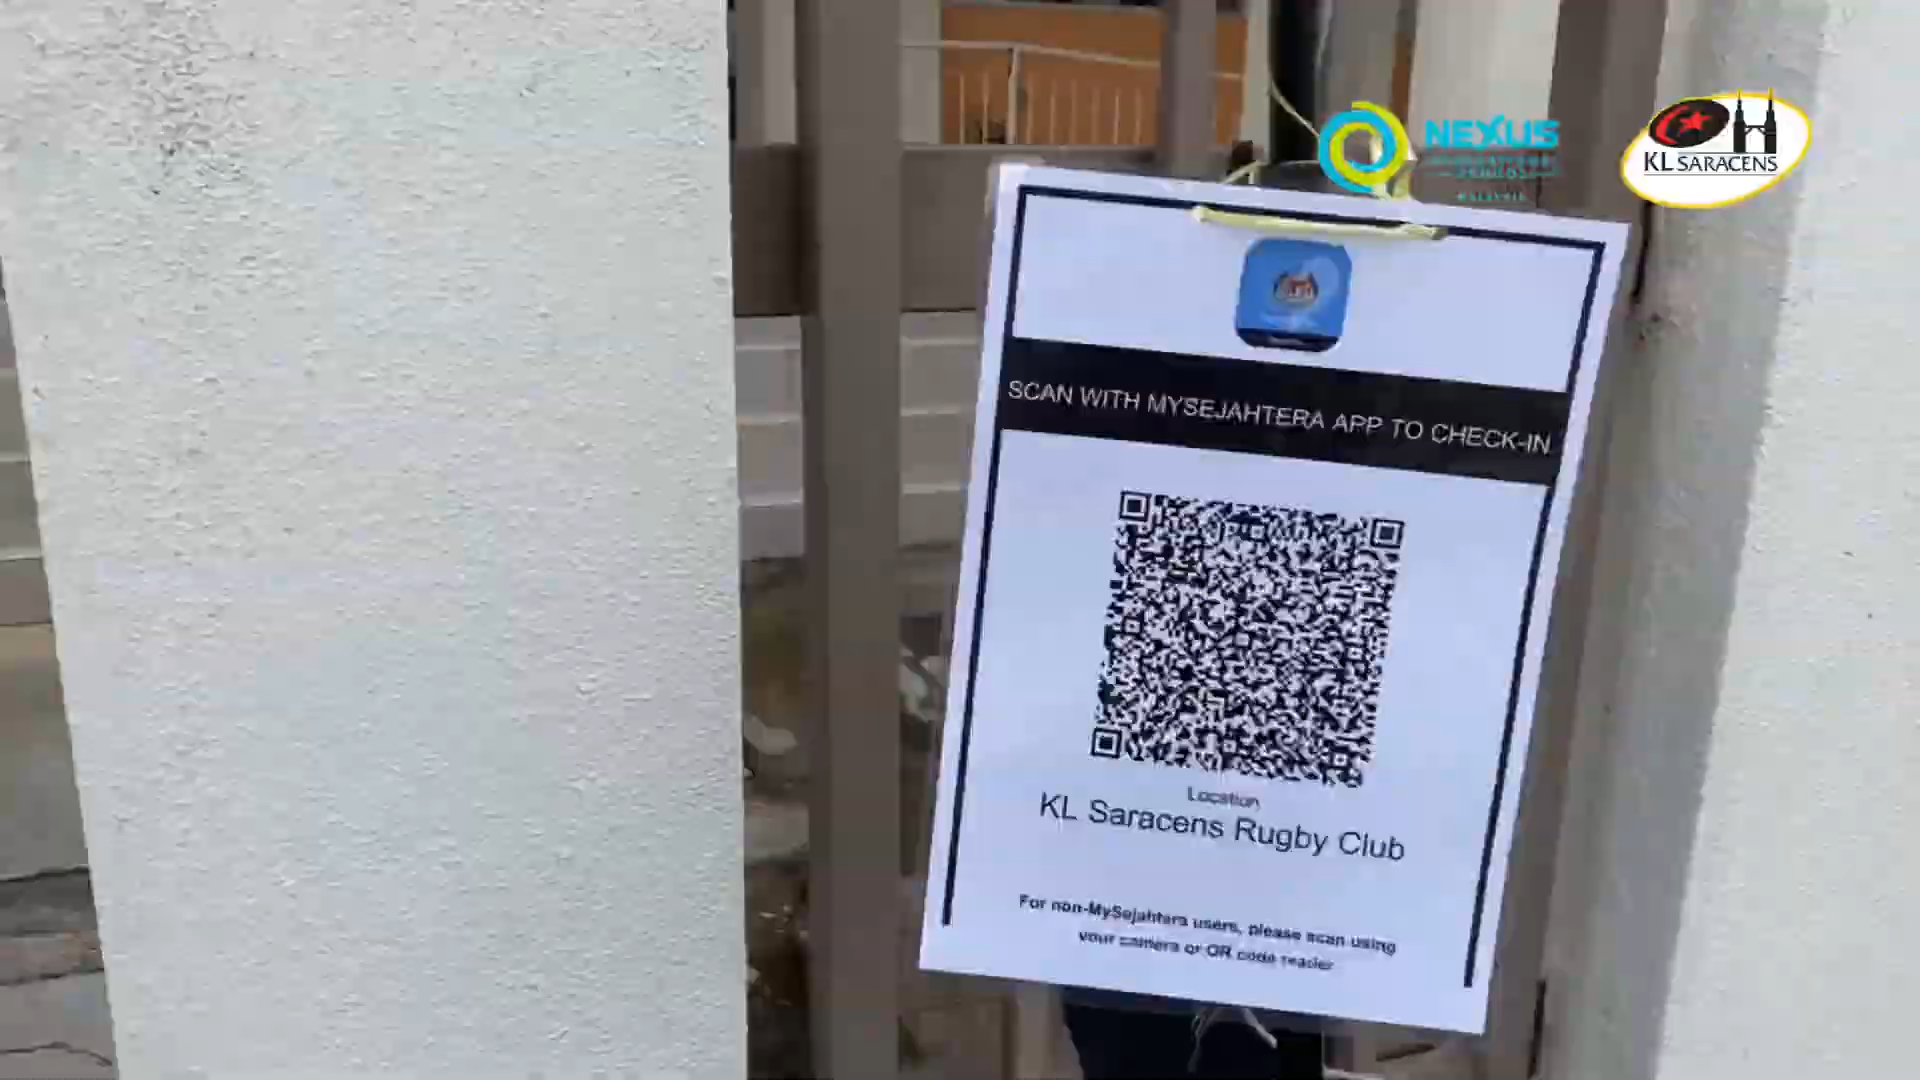 NEXUS
KL SARACENS
SCAN WITH MYSEJAHTERA APP TO CHECK-IN
Location
KL Saracens Rugby Club
For non-MySejahtera users, please scan using
your camera or QR code reader